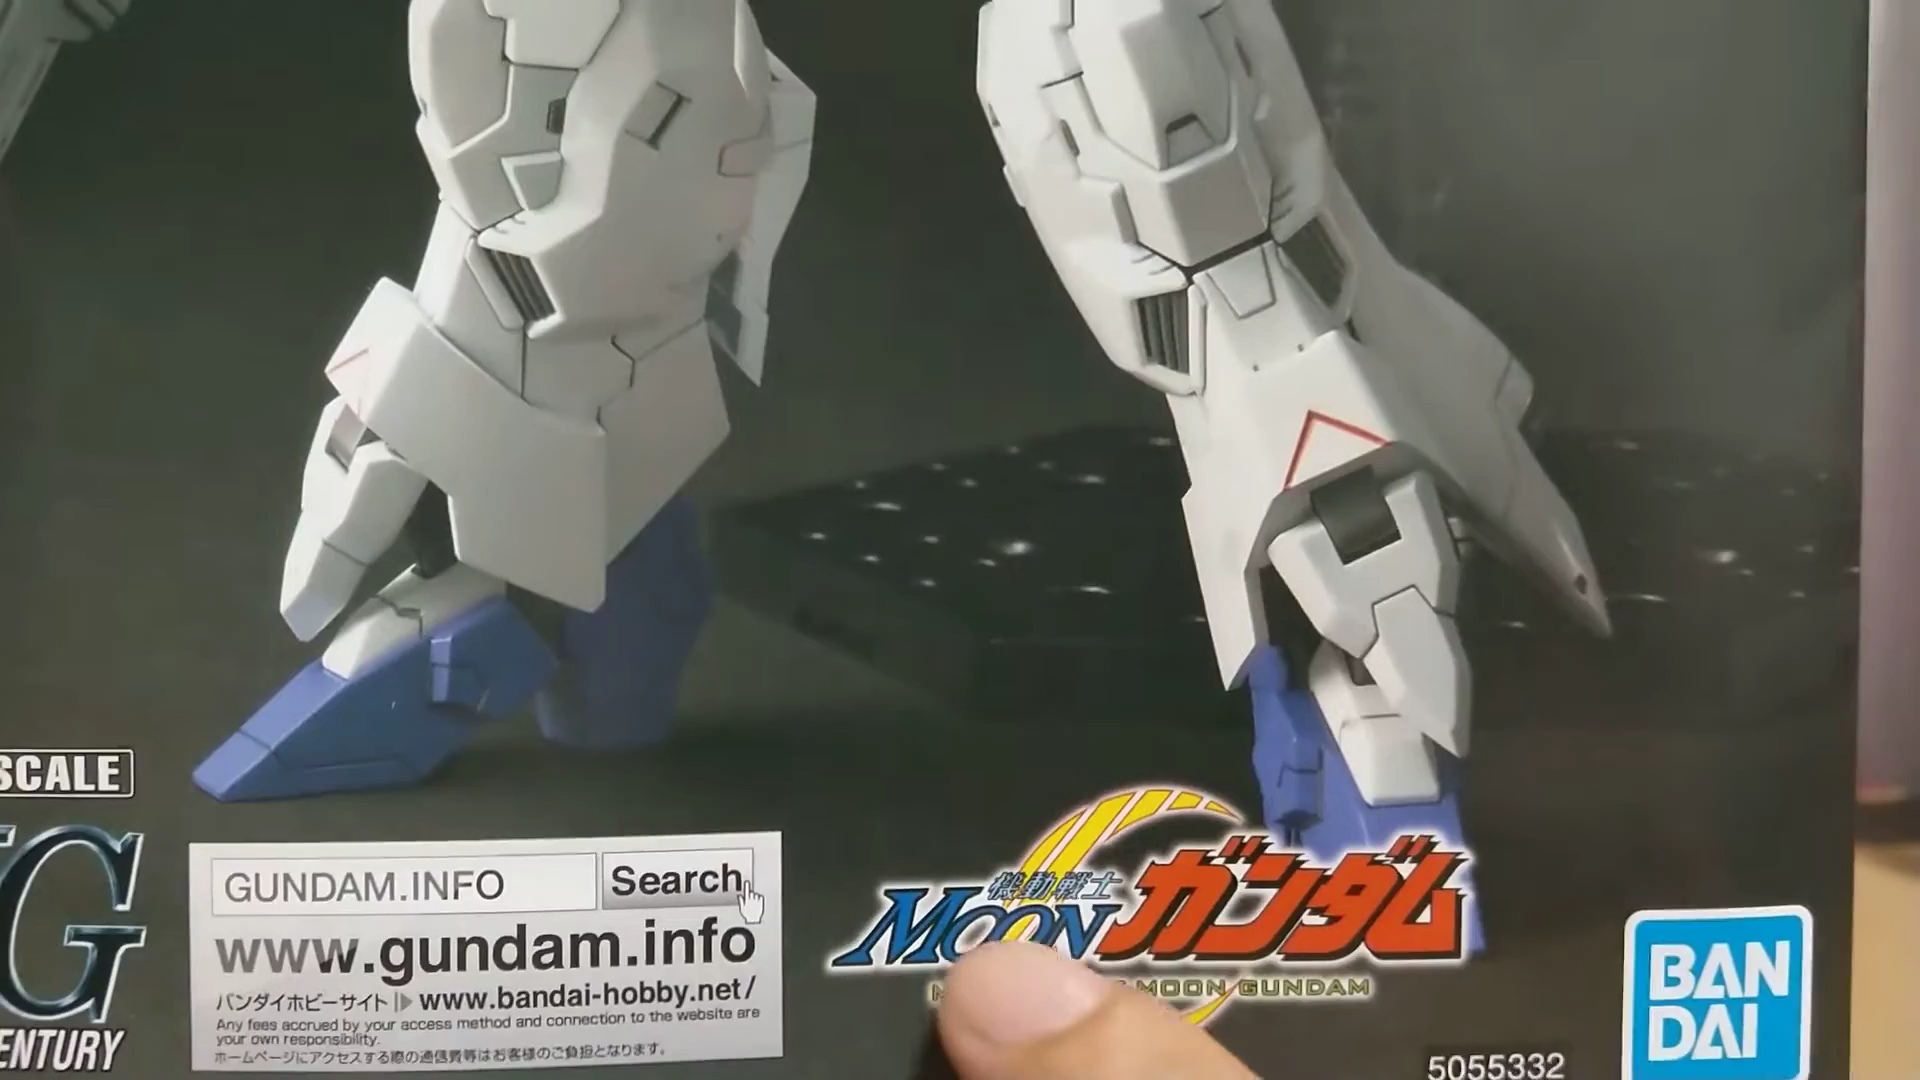 SCALE
G
ENTURY
GUNDAM.INFO
Search
www.gundam.info
バンダイホビーサイト
www.bandai-hobby.net/
Any fees accrued by your access method and connection to the website are
your own responsibility.
ホームページにアクセスする際の通信費等はお客様のご負担となります。
機動戦士
MOON
ガンダム
MOON GUNDAM
5055332
BAN
DAI